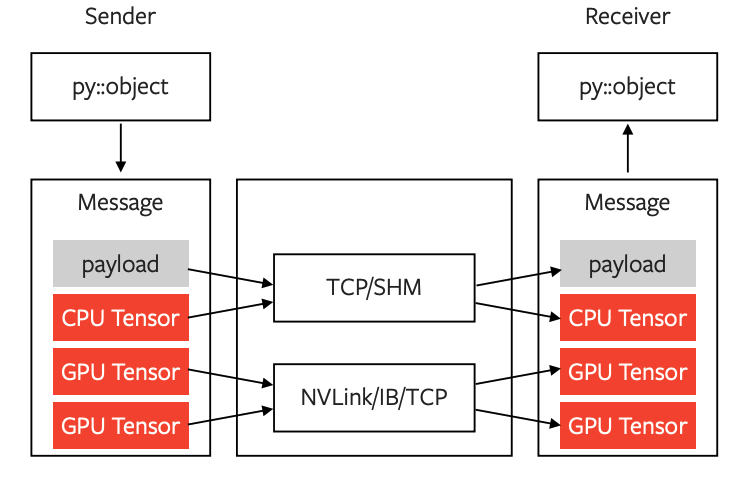 Sender
Receiver
py::object
py::object
Message
Message
payload
CPU Tensor
GPU Tensor
GPU Tensor
TCP/SHM
NVLink/IB/TCP
payload
CPU Tensor
GPU Tensor
GPU Tensor